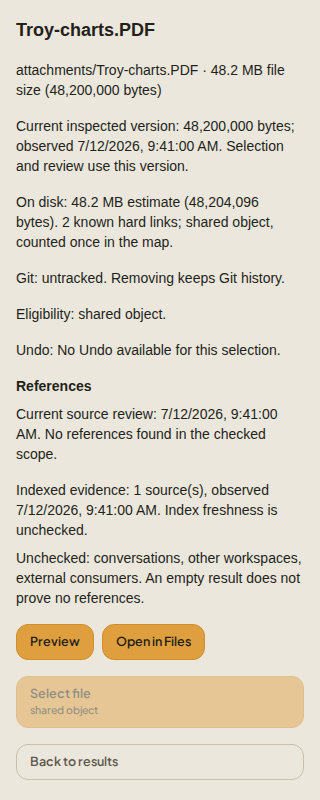 Troy-charts.PDF
attachments/Troy-charts.PDF · 48.2 MB file
size (48,200,000 bytes)
Current inspected version: 48,200,000 bytes;
observed 7/12/2026, 9:41:00 AM. Selection
and review use this version.
On disk: 48.2 MB estimate (48,204,096
bytes). 2 known hard links; shared object,
counted once in the map.
Git: untracked. Removing keeps Git history.
Eligibility: shared object.
Undo: No Undo available for this selection.
References
Current source review: 7/12/2026, 9:41:00
AM. No references found in the checked
scope.
Indexed evidence: 1 source(s), observed
7/12/2026, 9:41:00 AM. Index freshness is
unchecked.
Unchecked: conversations, other workspaces,
external consumers. An empty result does not
prove no references.
Preview
Open in Files
Select file
shared object
Back to results